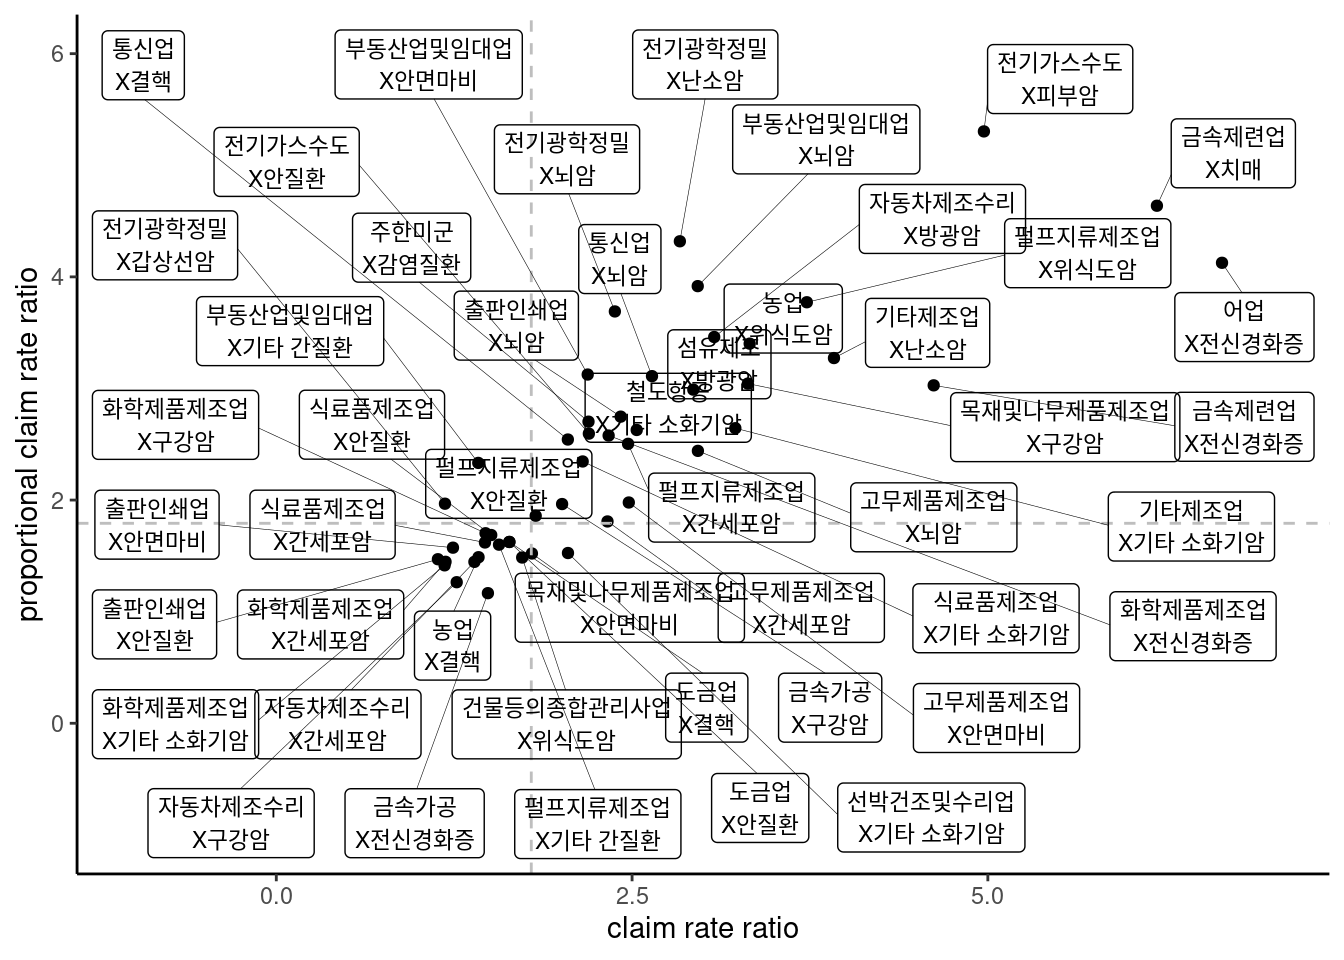 통신업
X결핵
부동산업및임대업
X안면마비
전기광학정밀
X난소암
전기가스수도
X피부암
전기가스수도
X안질환
전기광학정밀
X뇌암
부동산업및임대업
X뇌암
금속제련업
X치매
전기광학정밀
X갑상선암
주한미군
X감염질환
통신업
X뇌암
자동차제조수리
X방광암
펄프지류제조업
X위식도암
부동산업및임대업
X기타 간질환
출판인쇄업
X뇌암
농업
X위식도암
기타제조업
X난소암
어업
X전신경화증
섬유제조
X방광암
철도항공
X기타 소화기암
화학제품제조업
X구강암
식료품제조업
X안질환
목재및나무제품제조업
X구강암
금속제련업
X전신경화증
펄프지류제조업
X안질환
펄프지류제조업
X간세포암
고무제품제조업
X뇌암
기타제조업
X기타 소화기암
출판인쇄업
X안면마비
식료품제조업
X간세포암
목재및나무제품제조업
X안면마비
고무제품제조업
X간세포암
식료품제조업
X기타 소화기암
화학제품제조업
X전신경화증
출판인쇄업
X안질환
화학제품제조업
X간세포암
농업
X결핵
화학제품제조업
X기타 소화기암
자동차제조수리
X간세포암
건물등의종합관리사업
X위식도암
도금업
X결핵
금속가공
X구강암
고무제품제조업
X안면마비
자동차제조수리
X구강암
금속가공
X전신경화증
펄프지류제조업
X기타 간질환
도금업
X안질환
선박건조및수리업
X기타 소화기암
6
4
2
0
proportional claim rate ratio
0.0
2.5
5.0
claim rate ratio